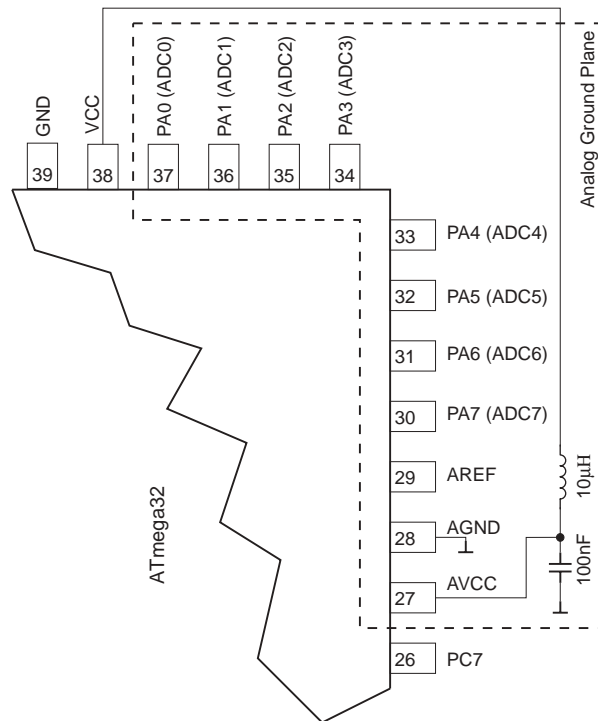 GND
VCC
PA0 (ADC0)
PA1 (ADC1)
PA2 (ADC2)
PA3 (ADC3)
Analog Ground Plane
39
38
37
36
35
34
33 PA4 (ADC4)
32 PA5 (ADC5)
31 PA6 (ADC6)
30 PA7 (ADC7)
29 AREF
10μH
28 AGND
100nF
27 AVCC
26 PC7
ATmega32